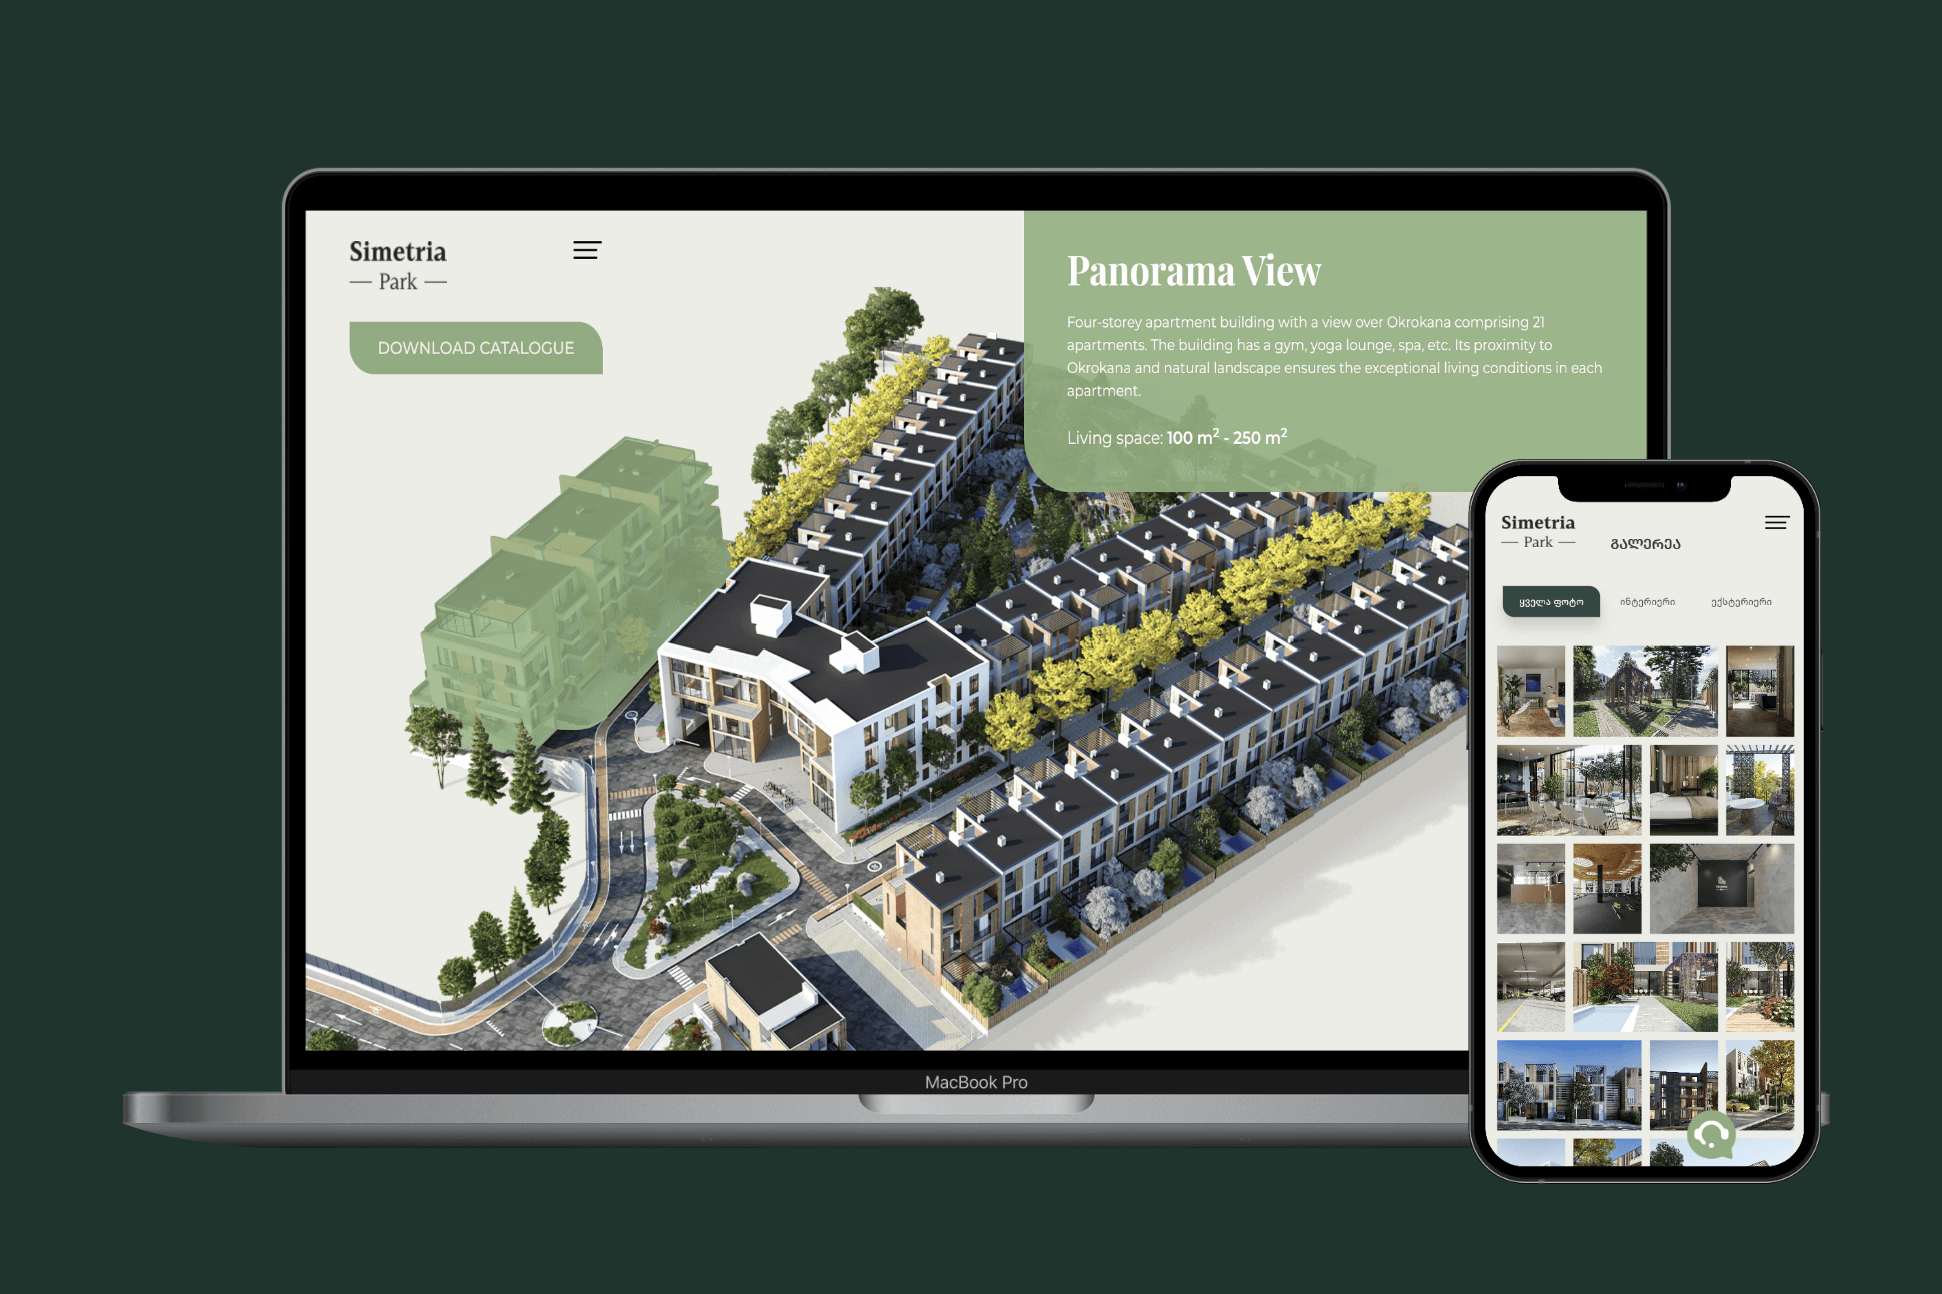 Simetria
Park
DOWNLOAD CATALOGUE
Panorama View
Four-storey apartment building with a view over Okrokana comprising 21
apartments. The building has a gym, yoga lounge, spa, etc. Its proximity to
Okrokana and natural landscape ensures the exceptional living conditions in each
apartment.
Living space: 100 m² - 250 m²
MacBook Pro
Simetria
Park
გალერეა
ყველა ფოტო
ინტერიერი
ექსტერიერი